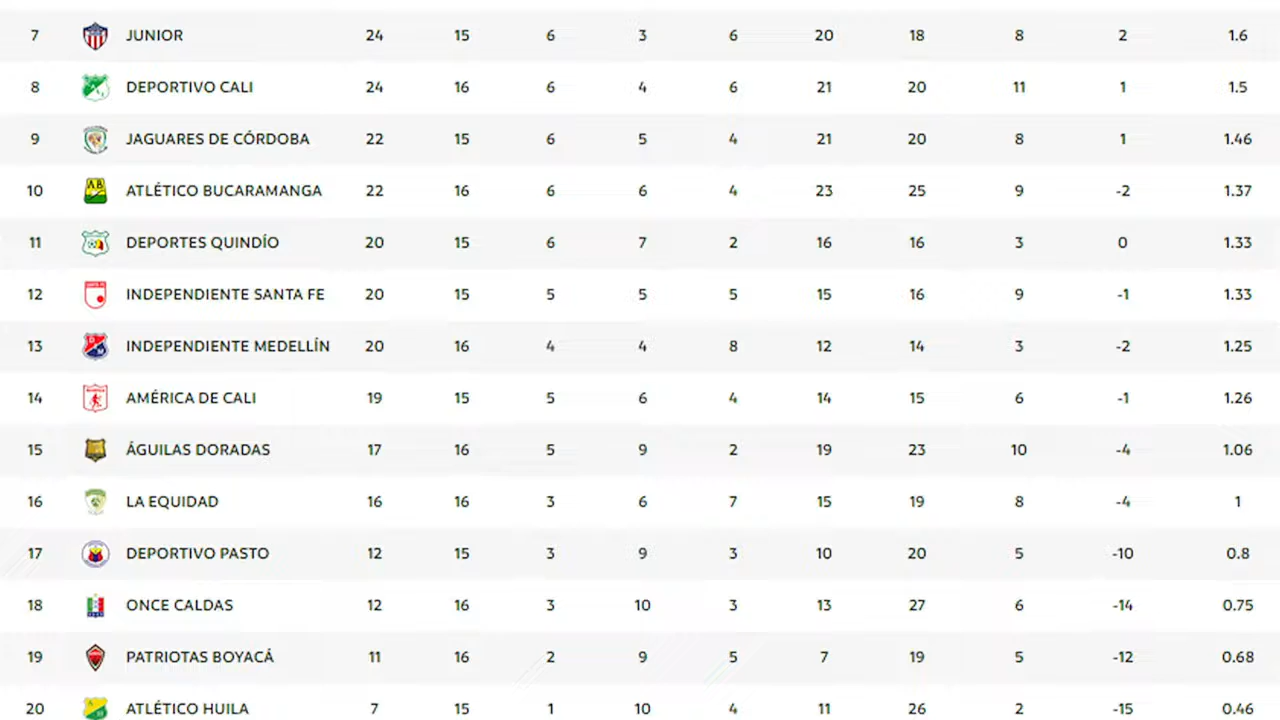 7 JUNIOR 24 15 6 3 6 20 18 8 2 1.6
8 DEPORTIVO CALI 24 16 6 4 6 21 20 11 1 1.5
9 JAGUARES DE CÓRDOBA 22 15 6 5 4 21 20 8 1 1.46
10 ATLÉTICO BUCARAMANGA 22 16 6 6 4 23 25 9 -2 1.37
11 DEPORTES QUINDÍO 20 15 6 7 2 16 16 3 0 1.33
12 INDEPENDIENTE SANTA FE 20 15 5 5 5 15 16 9 -1 1.33
13 INDEPENDIENTE MEDELLÍN 20 16 4 4 8 12 14 3 -2 1.25
14 AMÉRICA DE CALI 19 15 5 6 4 14 15 6 -1 1.26
15 ÁGUILAS DORADAS 17 16 5 9 2 19 23 10 -4 1.06
16 LA EQUIDAD 16 16 3 6 7 15 19 8 -4 1
17 DEPORTIVO PASTO 12 15 3 9 3 10 20 5 -10 0.8
18 ONCE CALDAS 12 16 3 10 3 13 27 6 -14 0.75
19 PATRIOTAS BOYACÁ 11 16 2 9 5 7 19 5 -12 0.68
20 ATLÉTICO HUILA 7 15 1 10 4 11 26 2 -15 0.46